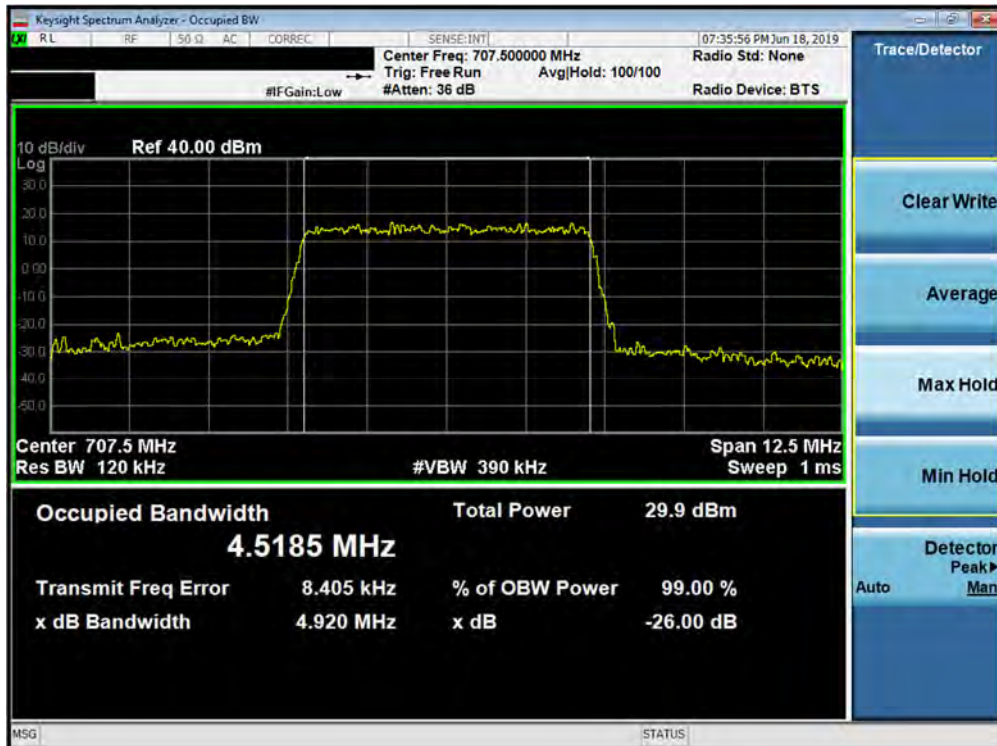 Keysight Spectrum Analyzer - Occupied BW
LXI RL RF 50 Ω AC CORREC SENSE:INT 07:35:56 PM Jun 18, 2019
Center Freq: 707.500000 MHz Radio Std: None
Trig: Free Run Avg|Hold: 100/100
#IFGain:Low #Atten: 36 dB Radio Device: BTS
Trace/Detector
10 dB/div Ref 40.00 dBm
Log
30.0
20.0
10.0
0.00
-10.0
-20.0
-30.0
-40.0
-50.0
Center 707.5 MHz Span 12.5 MHz
Res BW 120 kHz #VBW 390 kHz Sweep 1 ms
Occupied Bandwidth Total Power 29.9 dBm
4.5185 MHz
Transmit Freq Error 8.405 kHz % of OBW Power 99.00 %
x dB Bandwidth 4.920 MHz x dB -26.00 dB
Clear Write
Average
Max Hold
Min Hold
Detector
Peak▶
Auto Man
MSG STATUS